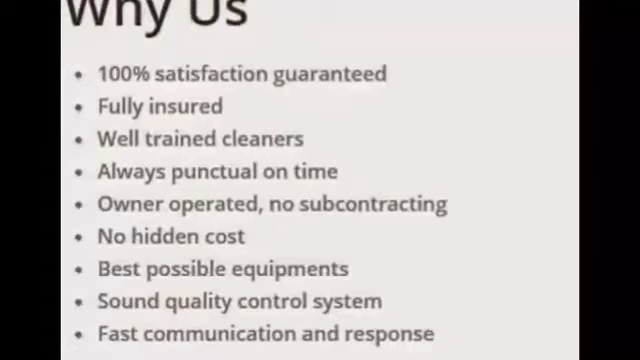 Why Us
• 100% satisfaction guaranteed
• Fully insured
• Well trained cleaners
• Always punctual on time
• Owner operated, no subcontracting
• No hidden cost
• Best possible equipments
• Sound quality control system
• Fast communication and response